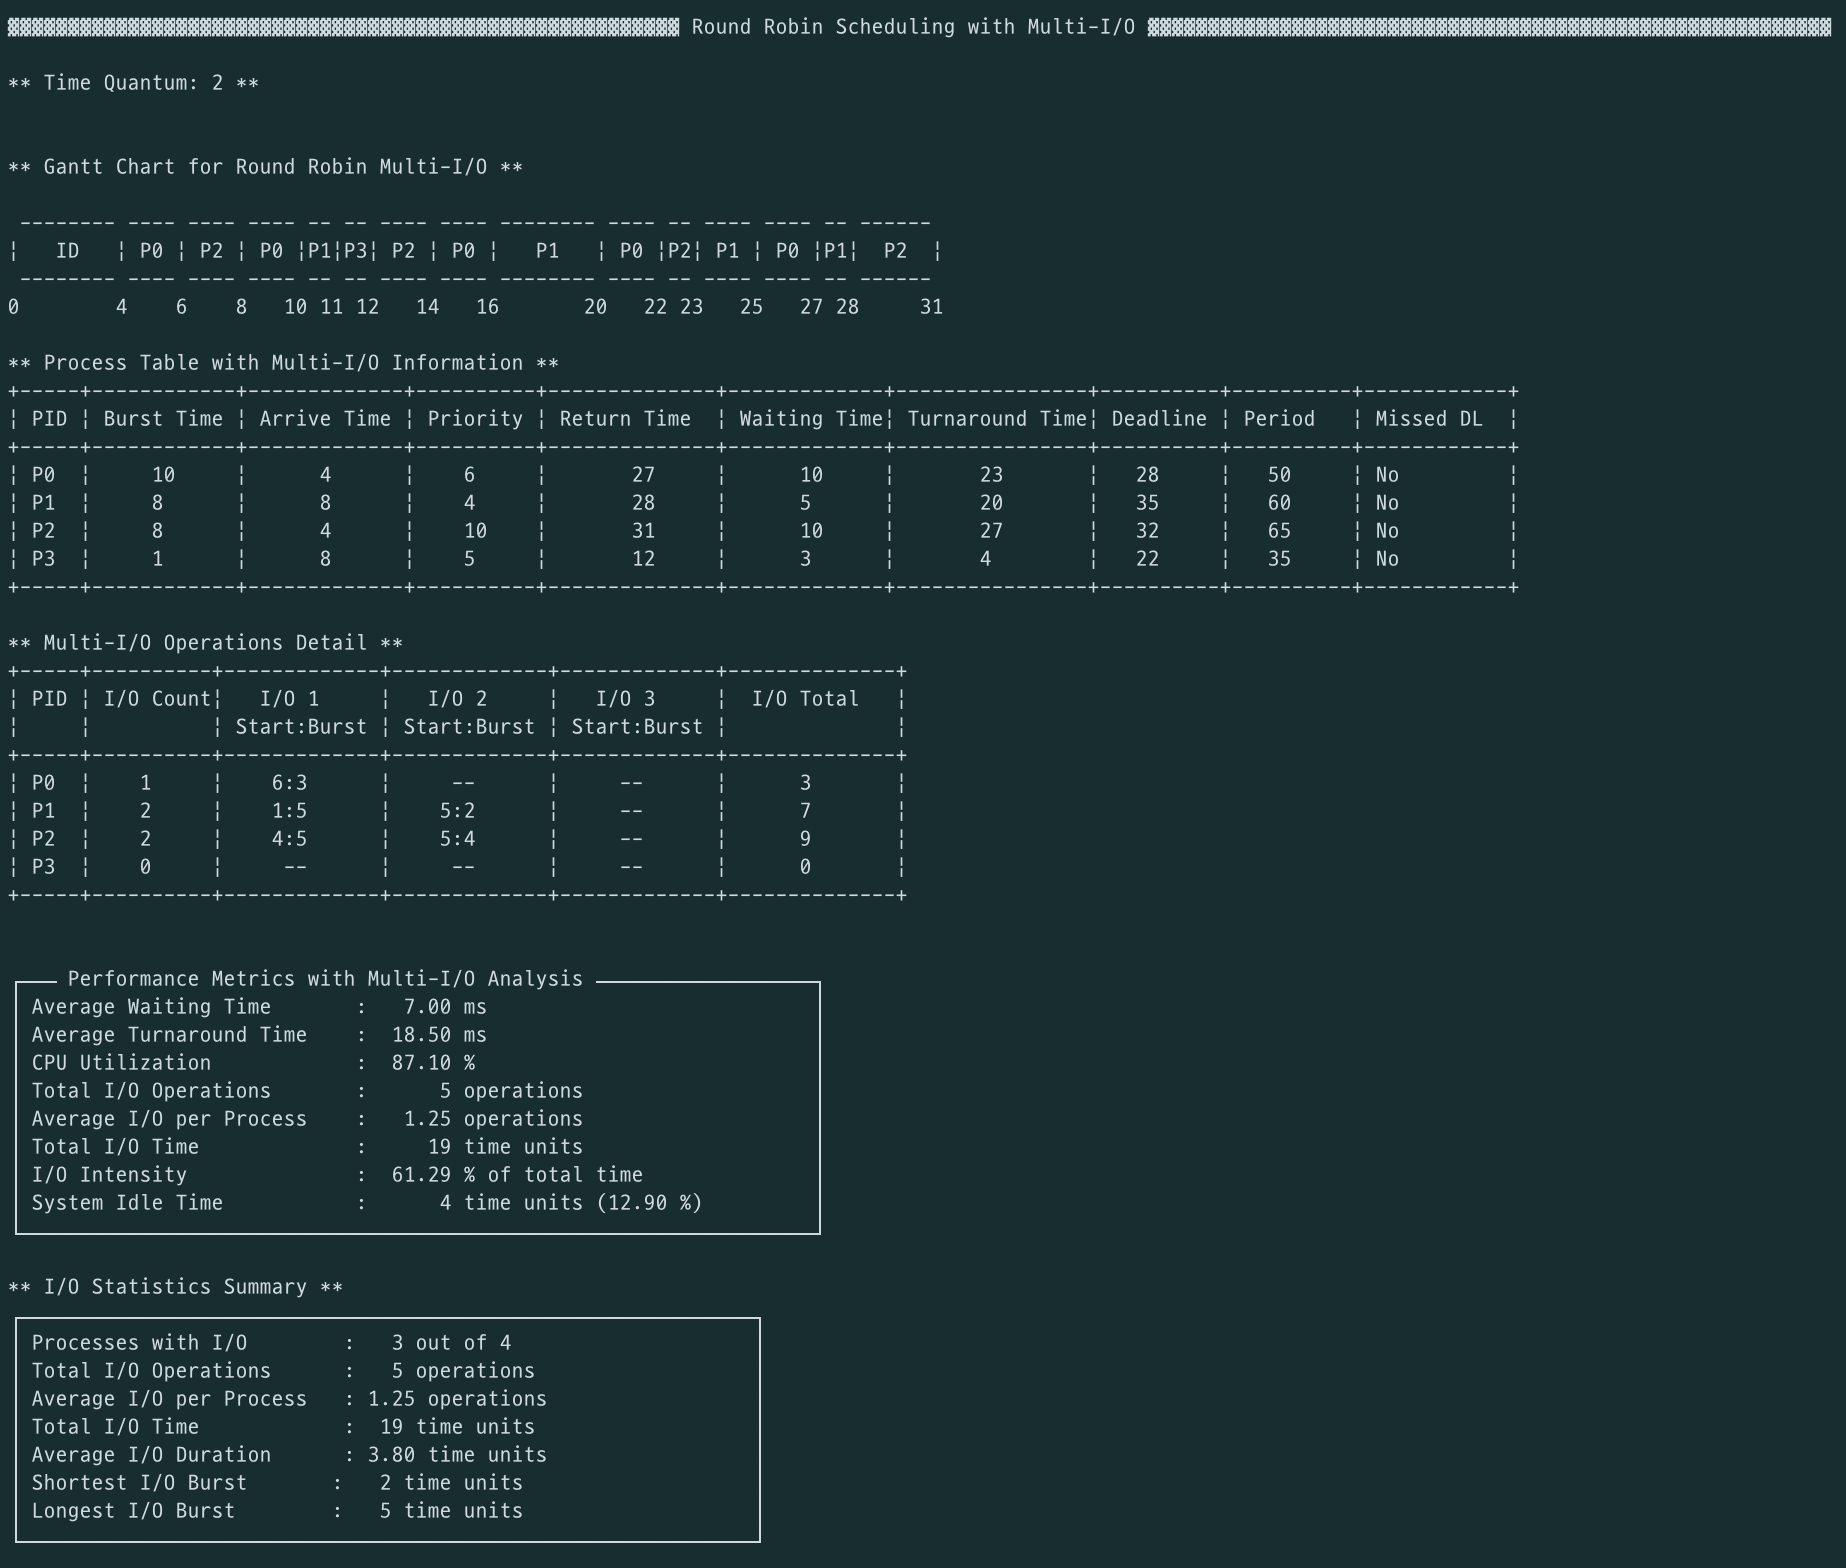 ▓▓▓▓▓▓▓▓▓▓▓▓▓▓▓▓▓▓▓▓▓▓▓▓▓▓▓▓▓▓▓▓▓▓▓▓▓▓▓▓▓▓▓▓▓▓▓▓▓▓▓▓▓▓▓▓ Round Robin Scheduling with Multi-I/O ▓▓▓▓▓▓▓▓▓▓▓▓▓▓▓▓▓▓▓▓▓▓▓▓▓▓▓▓▓▓▓▓▓▓▓▓▓▓▓▓▓▓▓▓▓▓▓▓▓▓▓▓▓▓▓▓▓
** Time Quantum: 2 **
** Gantt Chart for Round Robin Multi-I/O **
 -------- ---- ---- ---- -- -- ---- ---- -------- ---- -- ---- ---- -- ------
¦   ID   ¦ P0 ¦ P2 ¦ P0 ¦P1¦P3¦ P2 ¦ P0 ¦   P1   ¦ P0 ¦P2¦ P1 ¦ P0 ¦P1¦  P2  ¦
 -------- ---- ---- ---- -- -- ---- ---- -------- ---- -- ---- ---- -- ------
0        4    6    8   10 11 12   14   16       20   22 23   25   27 28     31
** Process Table with Multi-I/O Information **
+-----+------------+-------------+----------+--------------+-------------+----------------+----------+----------+------------+
¦ PID ¦ Burst Time ¦ Arrive Time ¦ Priority ¦ Return Time  ¦ Waiting Time¦ Turnaround Time¦ Deadline ¦ Period   ¦ Missed DL  ¦
+-----+------------+-------------+----------+--------------+-------------+----------------+----------+----------+------------+
¦ P0  ¦     10     ¦      4      ¦    6     ¦       27     ¦      10     ¦       23       ¦   28     ¦   50     ¦ No         ¦
¦ P1  ¦     8      ¦      8      ¦    4     ¦       28     ¦      5      ¦       20       ¦   35     ¦   60     ¦ No         ¦
¦ P2  ¦     8      ¦      4      ¦    10    ¦       31     ¦      10     ¦       27       ¦   32     ¦   65     ¦ No         ¦
¦ P3  ¦     1      ¦      8      ¦    5     ¦       12     ¦      3      ¦       4        ¦   22     ¦   35     ¦ No         ¦
+-----+------------+-------------+----------+--------------+-------------+----------------+----------+----------+------------+
** Multi-I/O Operations Detail **
+-----+----------+-------------+-------------+-------------+--------------+
¦ PID ¦ I/O Count¦   I/O 1     ¦   I/O 2     ¦   I/O 3     ¦  I/O Total   ¦
¦     ¦          ¦ Start:Burst ¦ Start:Burst ¦ Start:Burst ¦              ¦
+-----+----------+-------------+-------------+-------------+--------------+
¦ P0  ¦    1     ¦    6:3      ¦     --      ¦     --      ¦      3       ¦
¦ P1  ¦    2     ¦    1:5      ¦    5:2      ¦     --      ¦      7       ¦
¦ P2  ¦    2     ¦    4:5      ¦    5:4      ¦     --      ¦      9       ¦
¦ P3  ¦    0     ¦     --      ¦     --      ¦     --      ¦      0       ¦
+-----+----------+-------------+-------------+-------------+--------------+
Performance Metrics with Multi-I/O Analysis
Average Waiting Time       :   7.00 ms
Average Turnaround Time    :  18.50 ms
CPU Utilization            :  87.10 %
Total I/O Operations       :      5 operations
Average I/O per Process    :   1.25 operations
Total I/O Time             :     19 time units
I/O Intensity              :  61.29 % of total time
System Idle Time           :      4 time units (12.90 %)
** I/O Statistics Summary **
Processes with I/O        :   3 out of 4
Total I/O Operations      :   5 operations
Average I/O per Process   : 1.25 operations
Total I/O Time            :  19 time units
Average I/O Duration      : 3.80 time units
Shortest I/O Burst       :   2 time units
Longest I/O Burst        :   5 time units